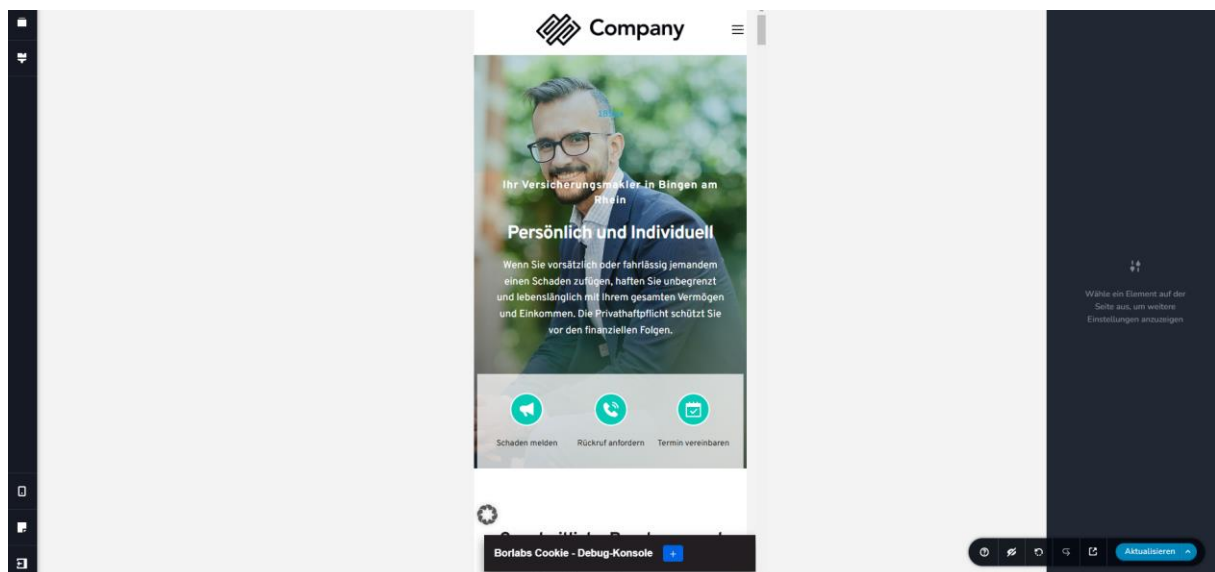 Company
Ihr Versicherungsmakler in Bingen am
Rhein
Persönlich und Individuell
Wenn Sie vorsätzlich oder fahrlässig jemandem
einen Schaden zufügen, haften Sie unbegrenzt
und lebenslänglich mit Ihrem gesamten Vermögen
und Einkommen. Die Privathaftpflicht schützt Sie
vor den finanziellen Folgen.
Schaden melden Rückruf anfordern Termin vereinbaren
Borlabs Cookie - Debug-Konsole +
Wähle ein Element auf der
Seite aus, um weitere
Einstellungen anzuzeigen
Aktualisieren